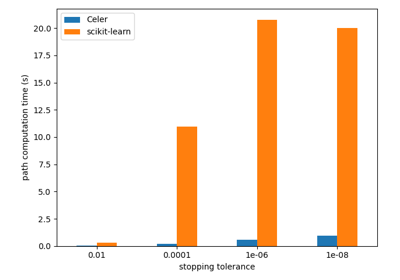 Celer
scikit-learn
path computation time (s)
20.0
17.5
15.0
12.5
10.0
7.5
5.0
2.5
0.0
0.01 0.0001 1e-06 1e-08
stopping tolerance